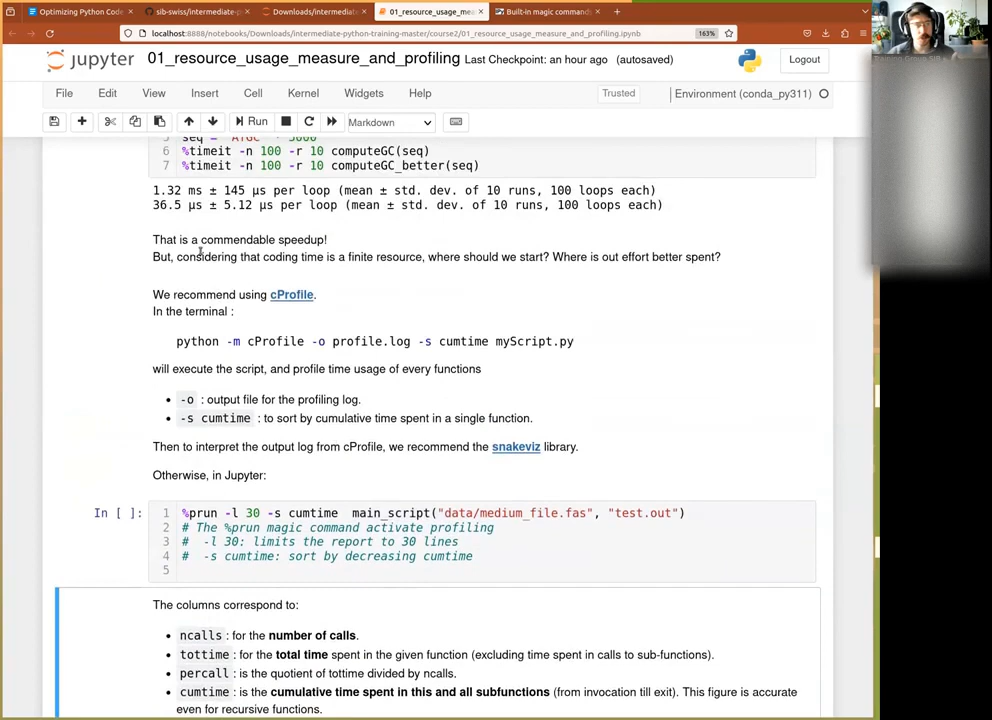 Optimizing Python Code
sib-swiss/intermediate-p
Downloads/intermediate
01_resource_usage_mea
Built-in magic command
localhost:8888/notebooks/Downloads/intermediate-python-training-master/course2/01_resource_usage_measure_and_profiling.ipynb
163%
jupyter 01_resource_usage_measure_and_profiling Last Checkpoint: an hour ago (autosaved)
Logout
File Edit View Insert Cell Kernel Widgets Help
Trusted
Environment (conda_py311)
Run
Markdown
6 %timeit -n 100 -r 10 computeGC(seq)
7 %timeit -n 100 -r 10 computeGC_better(seq)
1.32 ms ± 145 µs per loop (mean ± std. dev. of 10 runs, 100 loops each)
36.5 µs ± 5.12 µs per loop (mean ± std. dev. of 10 runs, 100 loops each)
That is a commendable speedup!
But, considering that coding time is a finite resource, where should we start? Where is out effort better spent?
We recommend using cProfile.
In the terminal :
python -m cProfile -o profile.log -s cumtime myScript.py
will execute the script, and profile time usage of every functions
• -o : output file for the profiling log.
• -s cumtime : to sort by cumulative time spent in a single function.
Then to interpret the output log from cProfile, we recommend the snakeviz library.
Otherwise, in Jupyter:
In [ ]: 1 %prun -l 30 -s cumtime main_script("data/medium_file.fas", "test.out")
2 # The %prun magic command activate profiling
3 # -l 30: limits the report to 30 lines
4 # -s cumtime: sort by decreasing cumtime
5
The columns correspond to:
• ncalls : for the number of calls.
• tottime : for the total time spent in the given function (excluding time spent in calls to sub-functions).
• percall : is the quotient of tottime divided by ncalls.
• cumtime : is the cumulative time spent in this and all subfunctions (from invocation till exit). This figure is accurate
even for recursive functions.